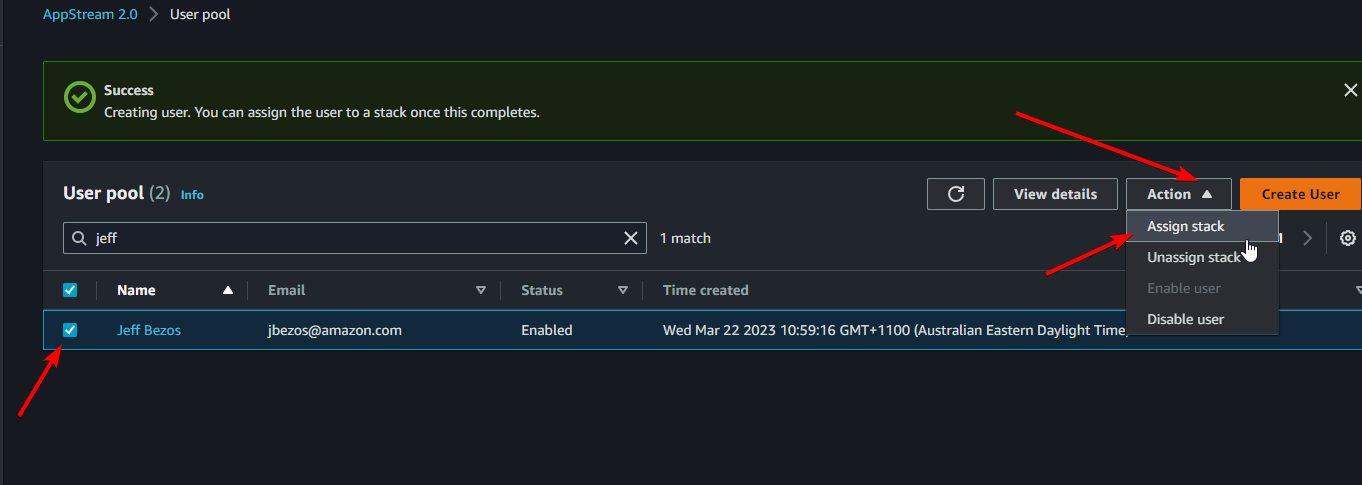 AppStream 2.0 > User pool
Success
Creating user. You can assign the user to a stack once this completes.
User pool (2) Info
View details
Action
Create User
jeff
1 match
Assign stack
1
Unassign stack
Enable user
Disable user
Name Email Status Time created
Jeff Bezos jbezos@amazon.com Enabled Wed Mar 22 2023 10:59:16 GMT+1100 (Australian Eastern Daylight Time)